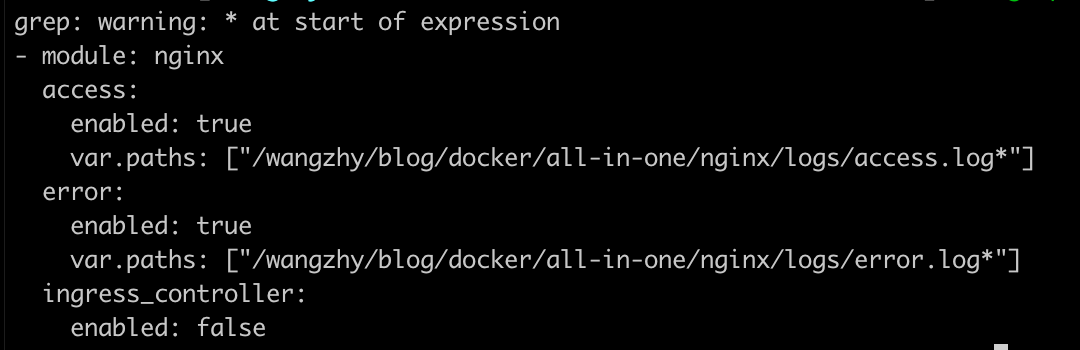 grep: warning: * at start of expression
- module: nginx
  access:
    enabled: true
    var.paths: ["/wangzhy/blog/docker/all-in-one/nginx/logs/access.log*"]
  error:
    enabled: true
    var.paths: ["/wangzhy/blog/docker/all-in-one/nginx/logs/error.log*"]
  ingress_controller:
    enabled: false